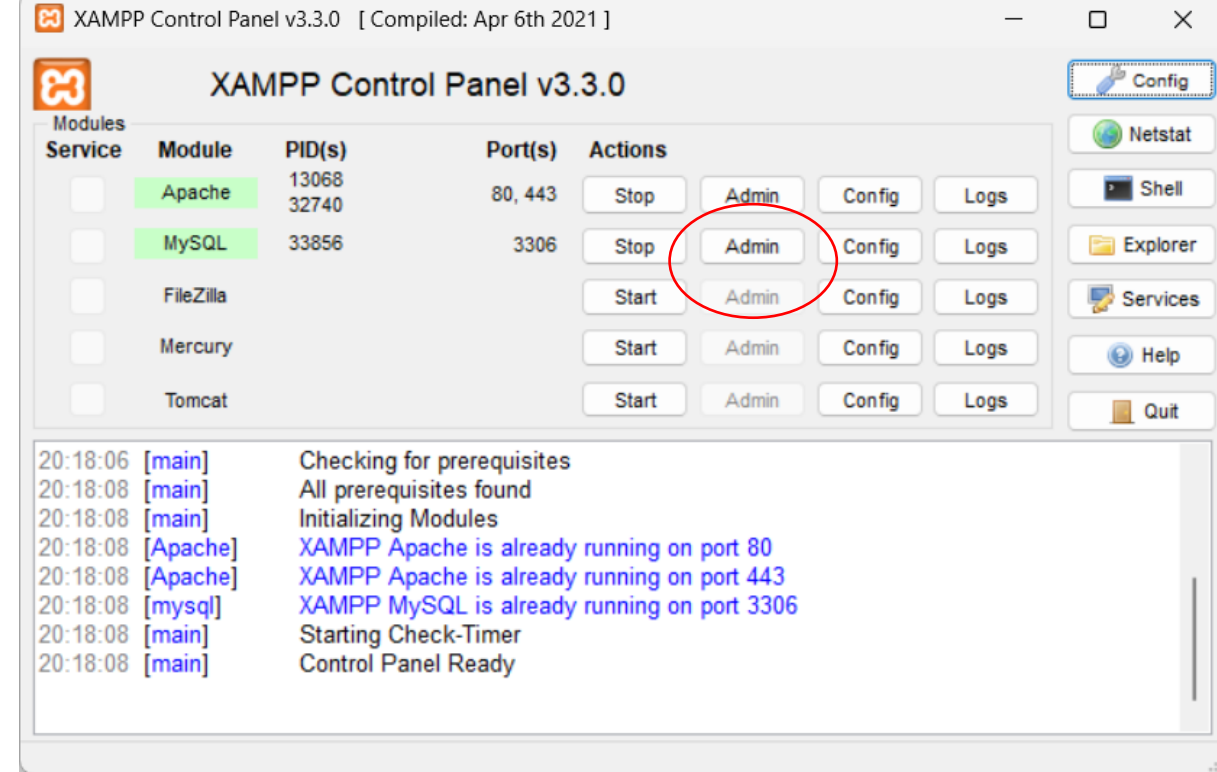 XAMPP Control Panel v3.3.0 [ Compiled: Apr 6th 2021 ]
XAMPP Control Panel v3.3.0
Config
Modules
Service Module PID(s) Port(s) Actions
Netstat
Apache 13068 32740 80, 443 Stop Admin Config Logs
Shell
MySQL 33856 3306 Stop Admin Config Logs
Explorer
FileZilla Start Admin Config Logs
Services
Mercury Start Admin Config Logs
Help
Tomcat Start Admin Config Logs
Quit
20:18:06 [main] Checking for prerequisites
20:18:08 [main] All prerequisites found
20:18:08 [main] Initializing Modules
20:18:08 [Apache] XAMPP Apache is already running on port 80
20:18:08 [Apache] XAMPP Apache is already running on port 443
20:18:08 [mysql] XAMPP MySQL is already running on port 3306
20:18:08 [main] Starting Check-Timer
20:18:08 [main] Control Panel Ready